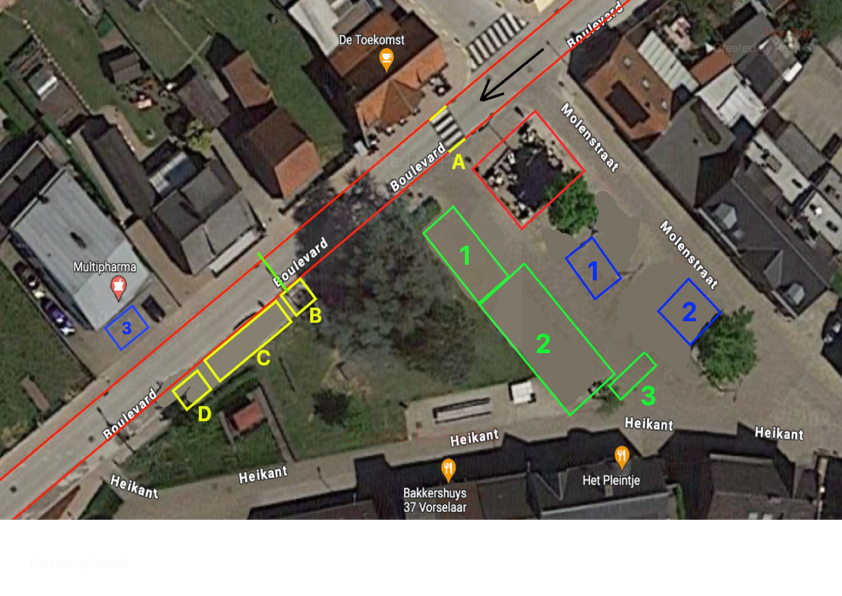 Boulevard
De Toekomst
Molenstraat
Boulevard
A
1
Molenstraat
Boulevard
1
Multipharma
2
B
3
2
C
3
D
Boulevard
Heikant
Heikant
Heikant
Heikant
Heikant
Het Pleintje
Bakkershuys
37 Vorselaar